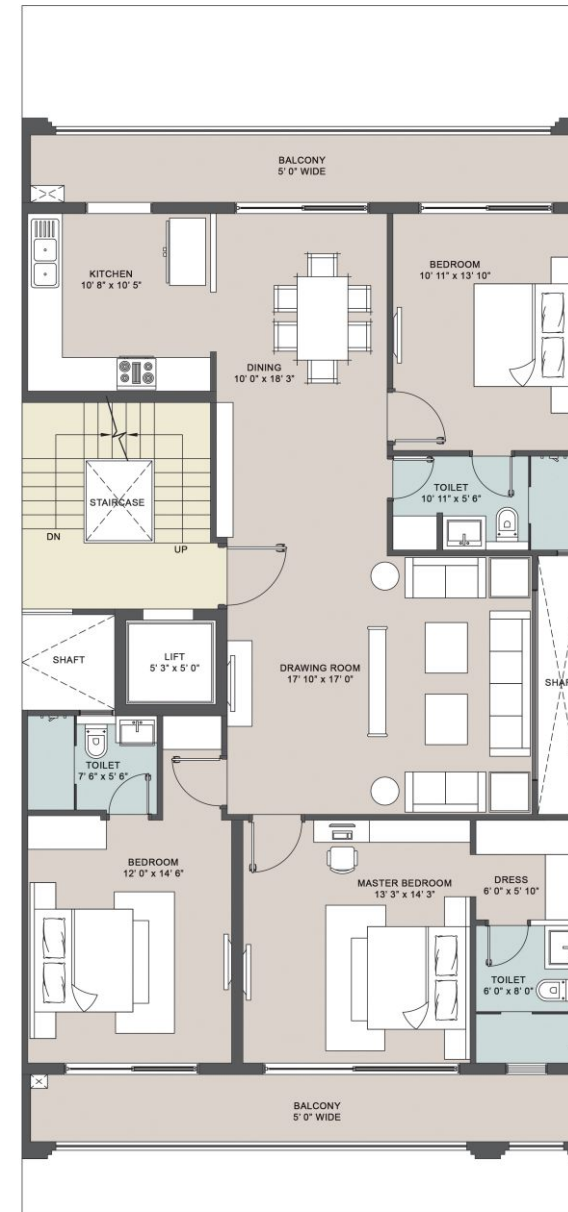 BALCONY
5' 0" WIDE
KITCHEN
10' 8" x 10' 5"
BEDROOM
10' 11" x 13' 10"
DINING
10' 0" x 18' 3"
TOILET
10' 11" x 5' 6"
STAIRCASE
DN
UP
SHAFT
LIFT
5' 3" x 5' 0"
DRAWING ROOM
17' 10" x 17' 0"
SHAFT
TOILET
7' 6" x 5' 6"
BEDROOM
12' 0" x 14' 6"
MASTER BEDROOM
13' 3" x 14' 3"
DRESS
6' 0" x 5' 10"
TOILET
6' 0" x 8' 0"
BALCONY
5' 0" WIDE